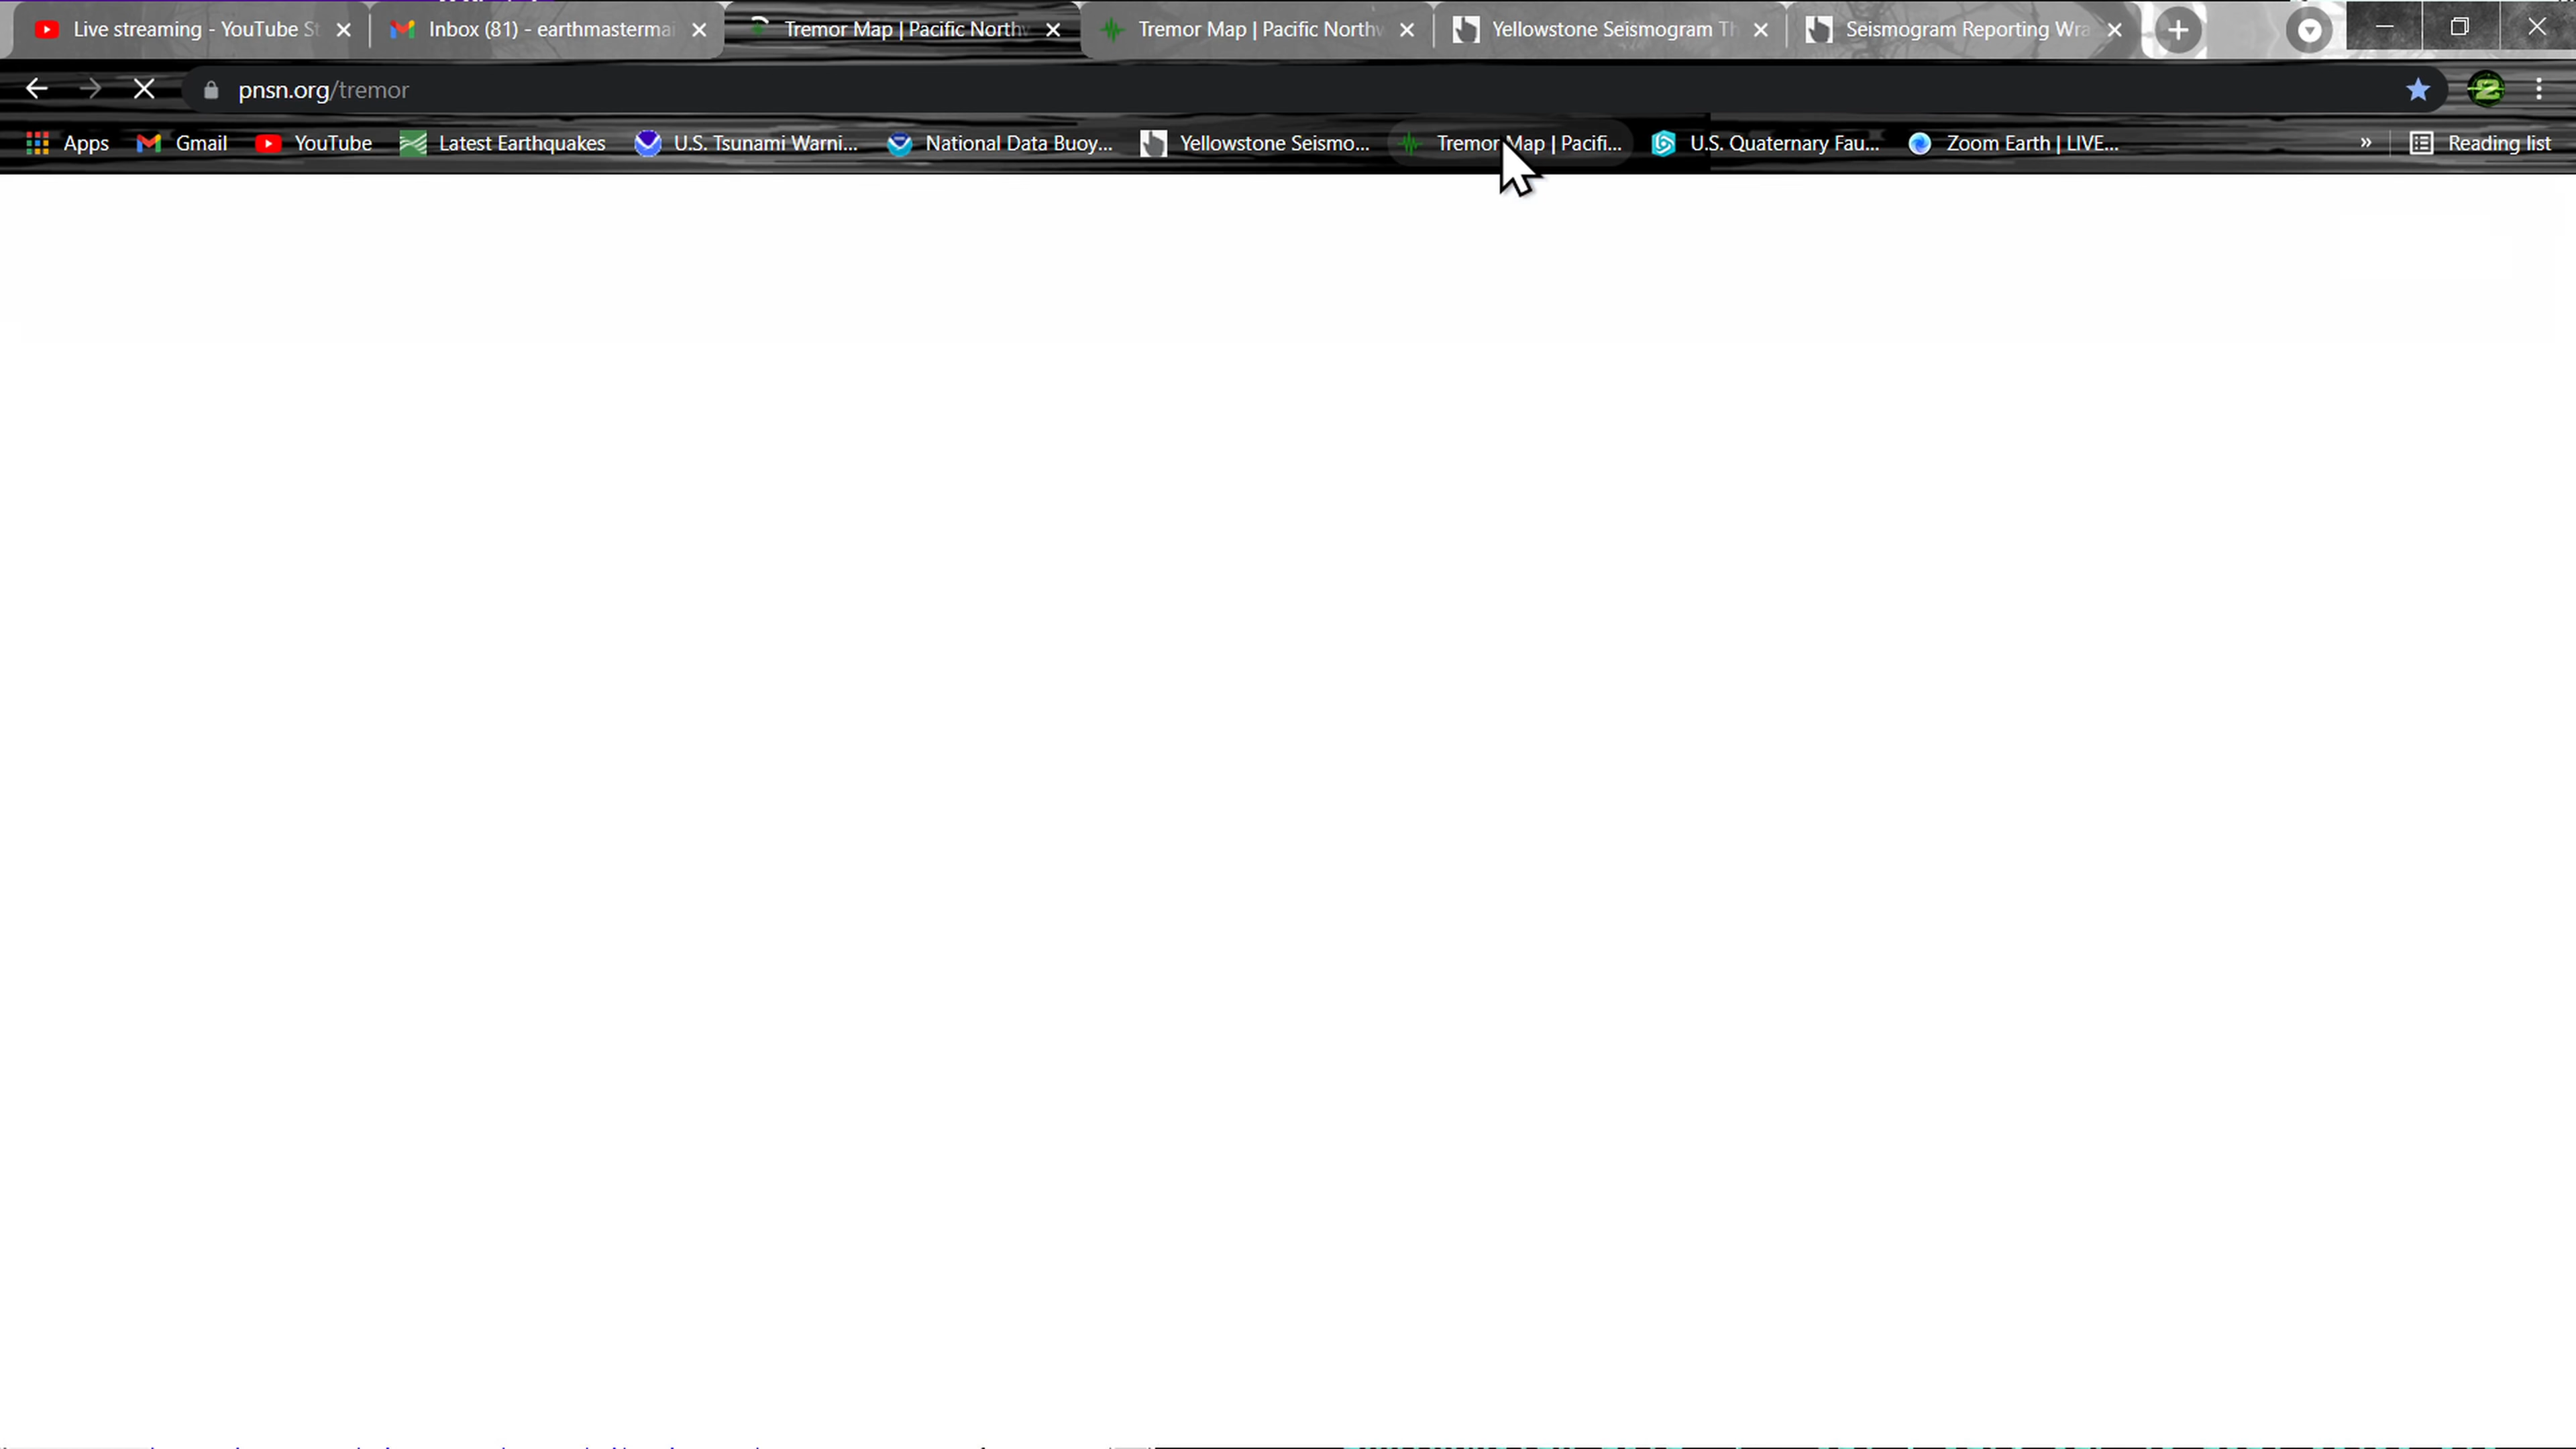 Live streaming - YouTube St
Inbox (81) - earthmastermai
Tremor Map | Pacific Northw
Tremor Map | Pacific Northw
Yellowstone Seismogram Th
Seismogram Reporting Wra
pnsn.org/tremor
Apps
Gmail
YouTube
Latest Earthquakes
U.S. Tsunami Warni...
National Data Buoy...
Yellowstone Seismo...
Tremor Map | Pacifi...
U.S. Quaternary Fau...
Zoom Earth | LIVE...
»
Reading list